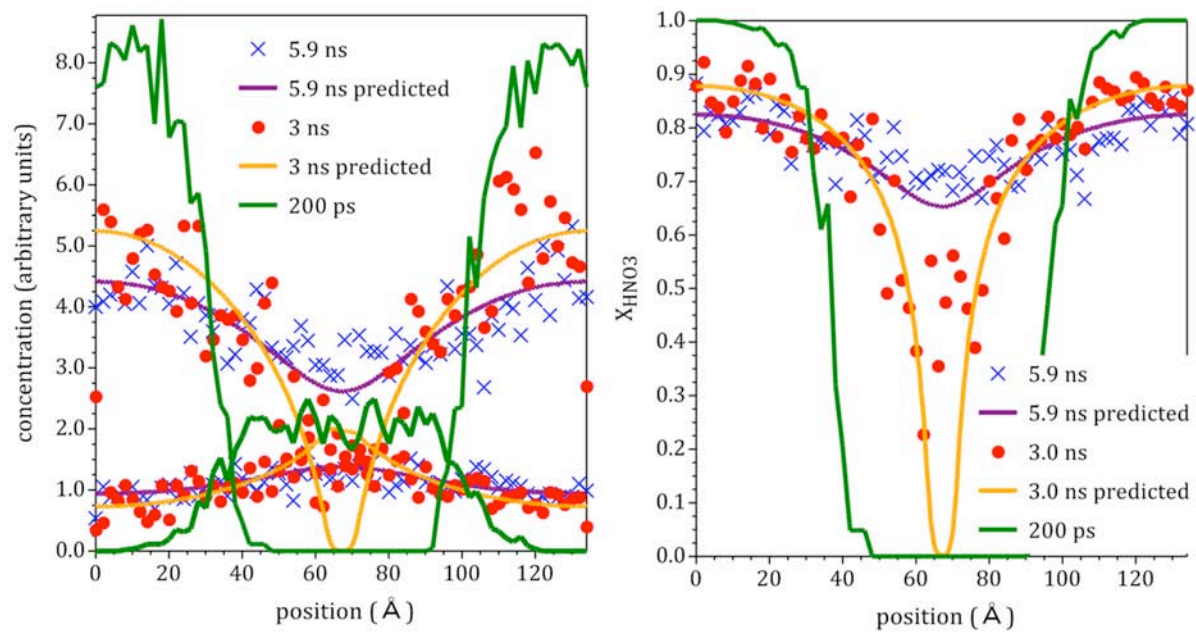 concentration (arbitrary units)
8.0
7.0
6.0
5.0
4.0
3.0
2.0
1.0
0.0
5.9 ns
5.9 ns predicted
3 ns
3 ns predicted
200 ps
0 20 40 60 80 100 120
position ( Å )
XHNO3
1.0
0.9
0.8
0.7
0.6
0.5
0.4
0.3
0.2
0.1
0.0
5.9 ns
5.9 ns predicted
3.0 ns
3.0 ns predicted
200 ps
0 20 40 60 80 100 120
position ( Å )